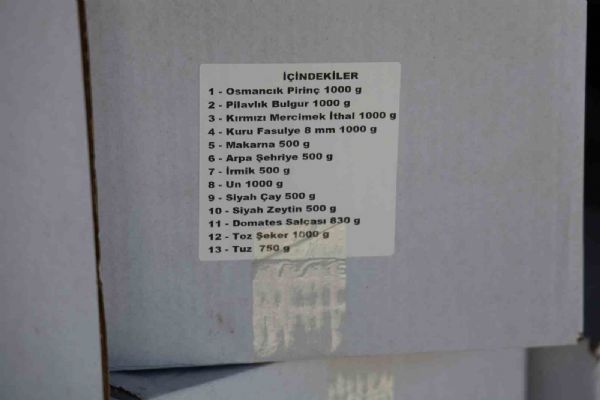 İÇİNDEKİLER
1 - Osmancık Pirinç 1000 g
2 - Pilavlık Bulgur 1000 g
3 - Kırmızı Mercimek İthal 1000 g
4 - Kuru Fasulye 8 mm 1000 g
5 - Makarna 500 g
6 - Arpa Şehriye 500 g
7 - İrmik 500 g
8 - Un 1000 g
9 - Siyah Çay 500 g
10 - Siyah Zeytin 500 g
11 - Domates Salçası 830 g
12 - Toz Şeker 1000 g
13 - Tuz 750 g